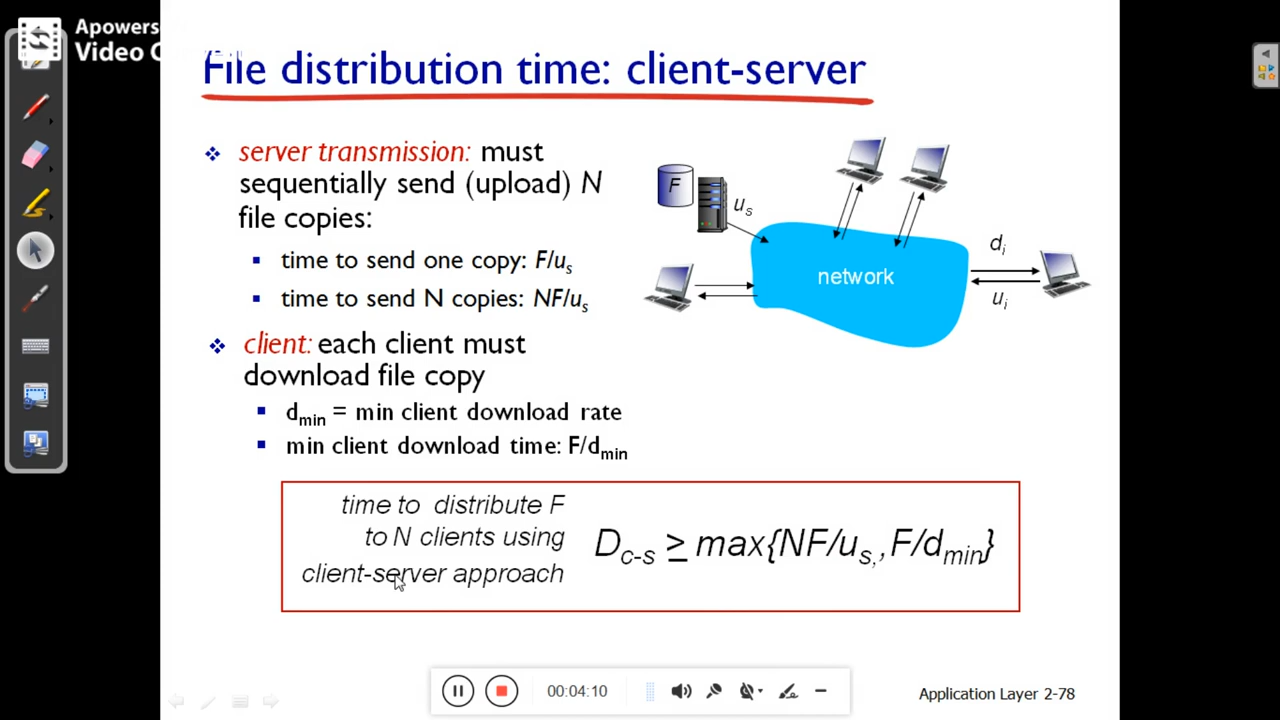 Apowers
Video C
File distribution time: client-server
❖ server transmission: must
sequentially send (upload) N
file copies:
▪ time to send one copy: F/us
▪ time to send N copies: NF/us
❖ client: each client must
download file copy
▪ dmin = min client download rate
▪ min client download time: F/dmin
F
us
network
di
ui
time to distribute F
to N clients using
client-server approach
Dc-s ≥ max{NF/us,,F/dmin}
00:04:10
Application Layer 2-78